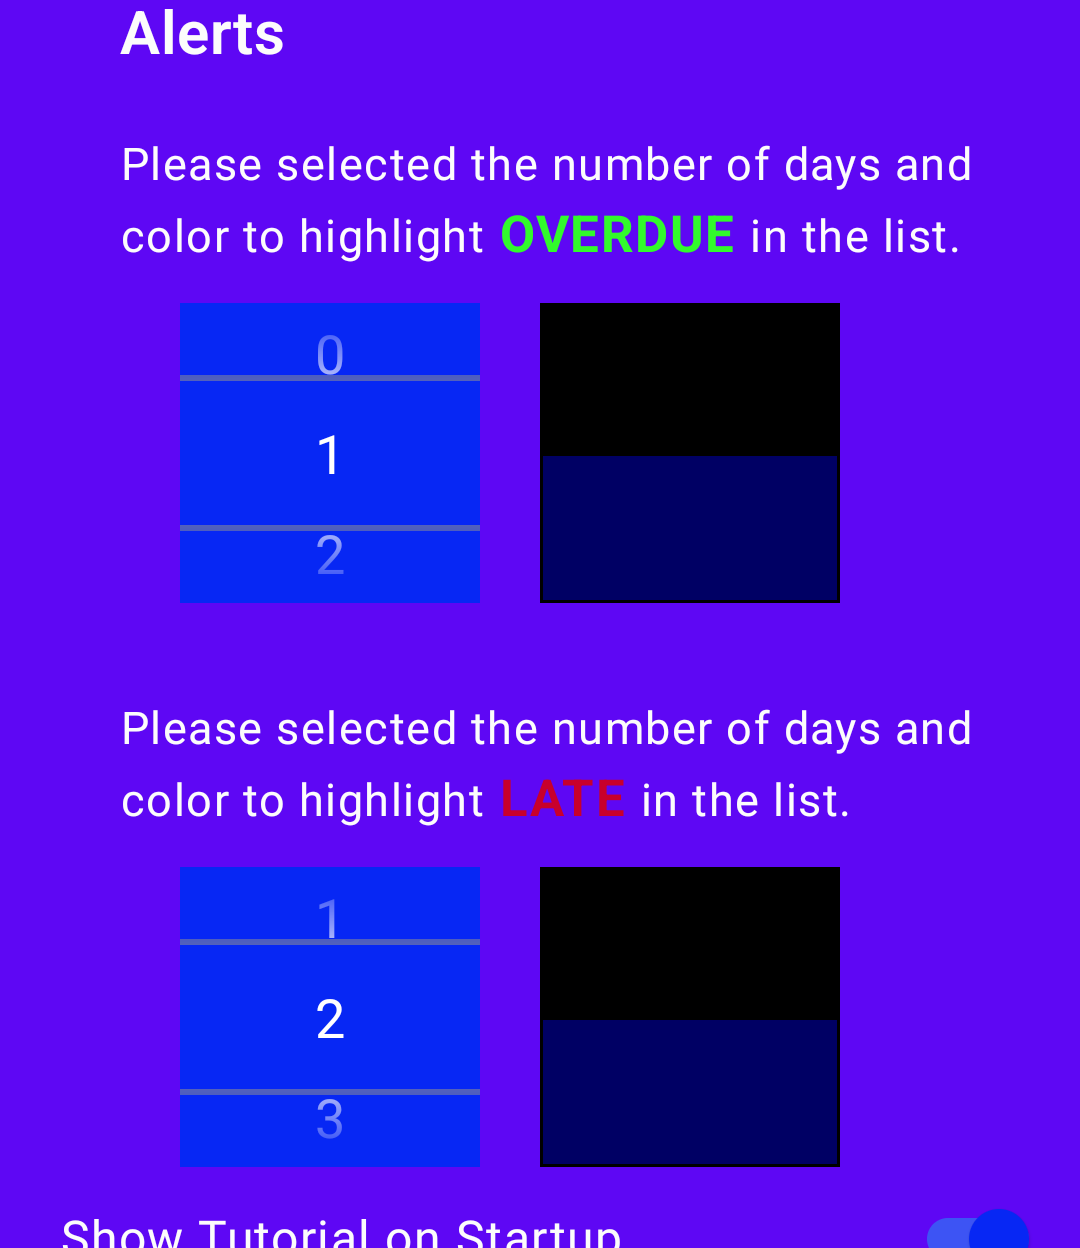 Alerts
Please selected the number of days and
color to highlight OVERDUE in the list.
0
1
2
Please selected the number of days and
color to highlight LATE in the list.
1
2
3
Show Tutorial on Startup